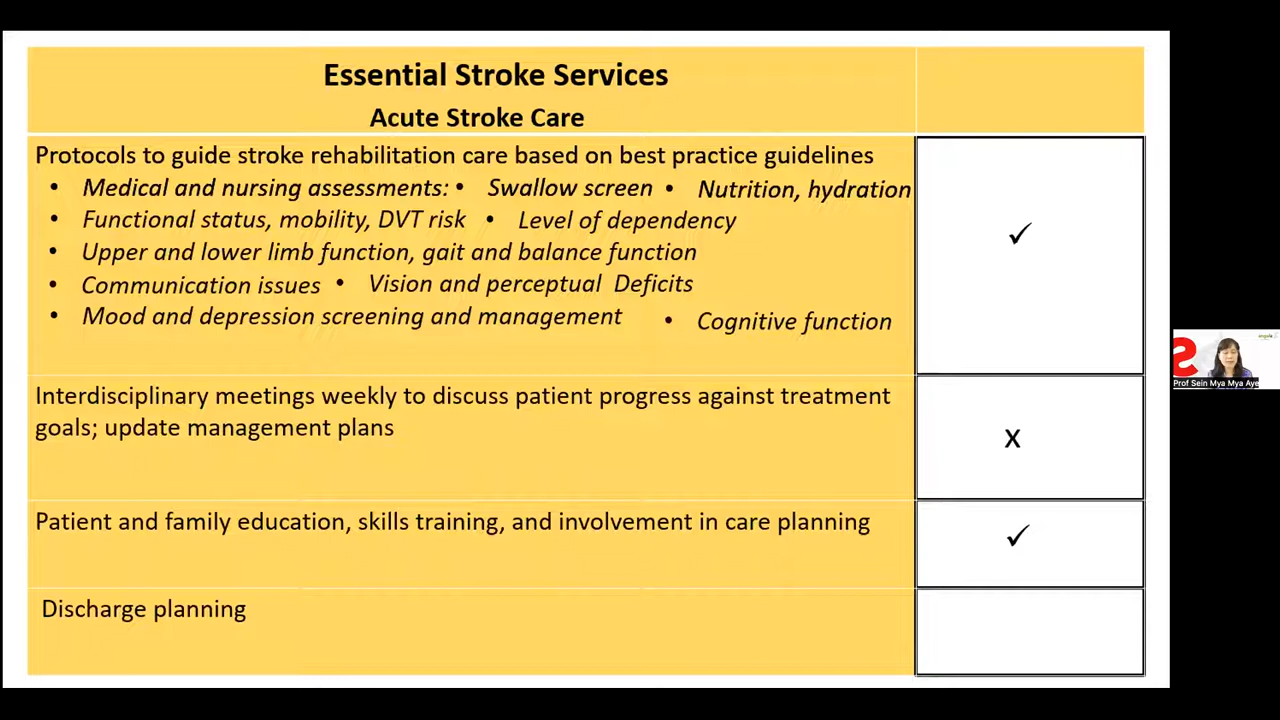 Essential Stroke Services
Acute Stroke Care
Protocols to guide stroke rehabilitation care based on best practice guidelines
• Medical and nursing assessments: • Swallow screen • Nutrition, hydration
• Functional status, mobility, DVT risk • Level of dependency
• Upper and lower limb function, gait and balance function
• Communication issues • Vision and perceptual Deficits
• Mood and depression screening and management • Cognitive function
✓
Interdisciplinary meetings weekly to discuss patient progress against treatment
goals; update management plans
x
Patient and family education, skills training, and involvement in care planning
✓
Discharge planning
Prof Sein Mya Mya Aye